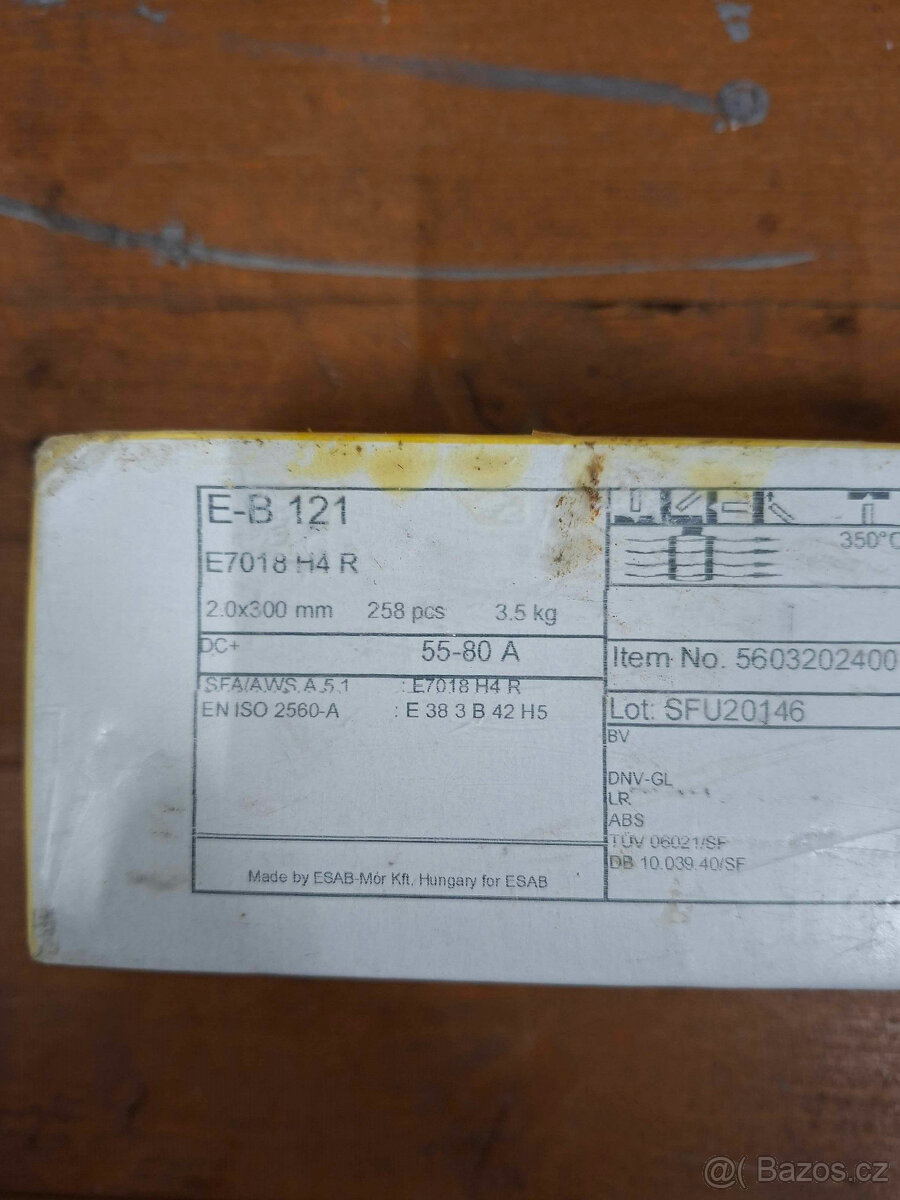 E-B 121
E7018 H4 R
2.0x300 mm 258 pcs 3.5 kg
DC+ 55-80 A
SFA/AWS A 5.1 : E7018 H4 R
EN ISO 2560-A : E 38 3 B 42 H5
Made by ESAB-Mór Kft. Hungary for ESAB
350°C
Item No. 5603202400
Lot: SFU20146
BV
DNV-GL
LR
ABS
TÜV 06021/SF
DB 10.039.40/SF
@( Bazos.cz